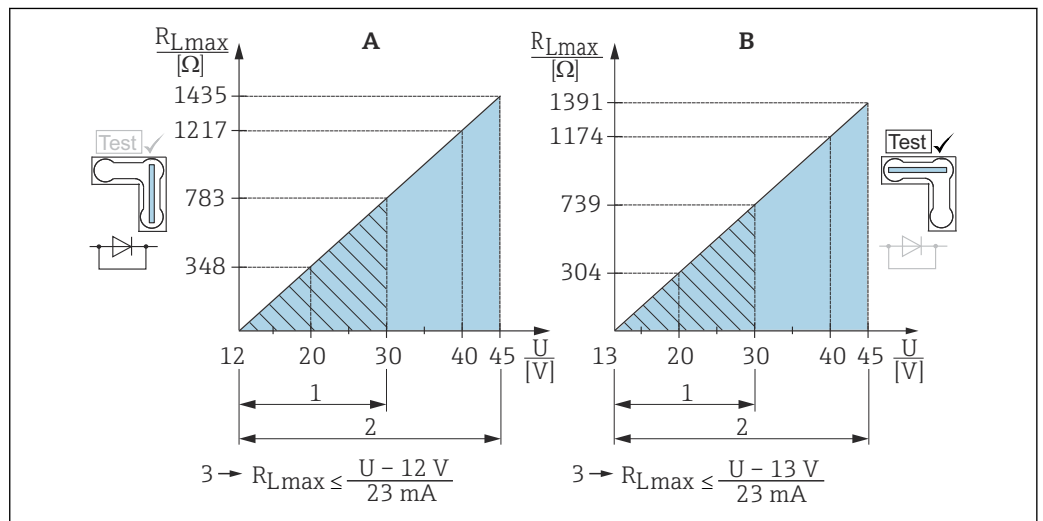 A
R_Lmax
[Ω]
1435
1217
783
348
Test
12 20 30 40 45 U
[V]
1
2
3 → R_Lmax ≤ U – 12 V
23 mA
B
R_Lmax
[Ω]
1391
1174
739
304
Test
13 20 30 40 45 U
[V]
1
2
3 → R_Lmax ≤ U – 13 V
23 mA